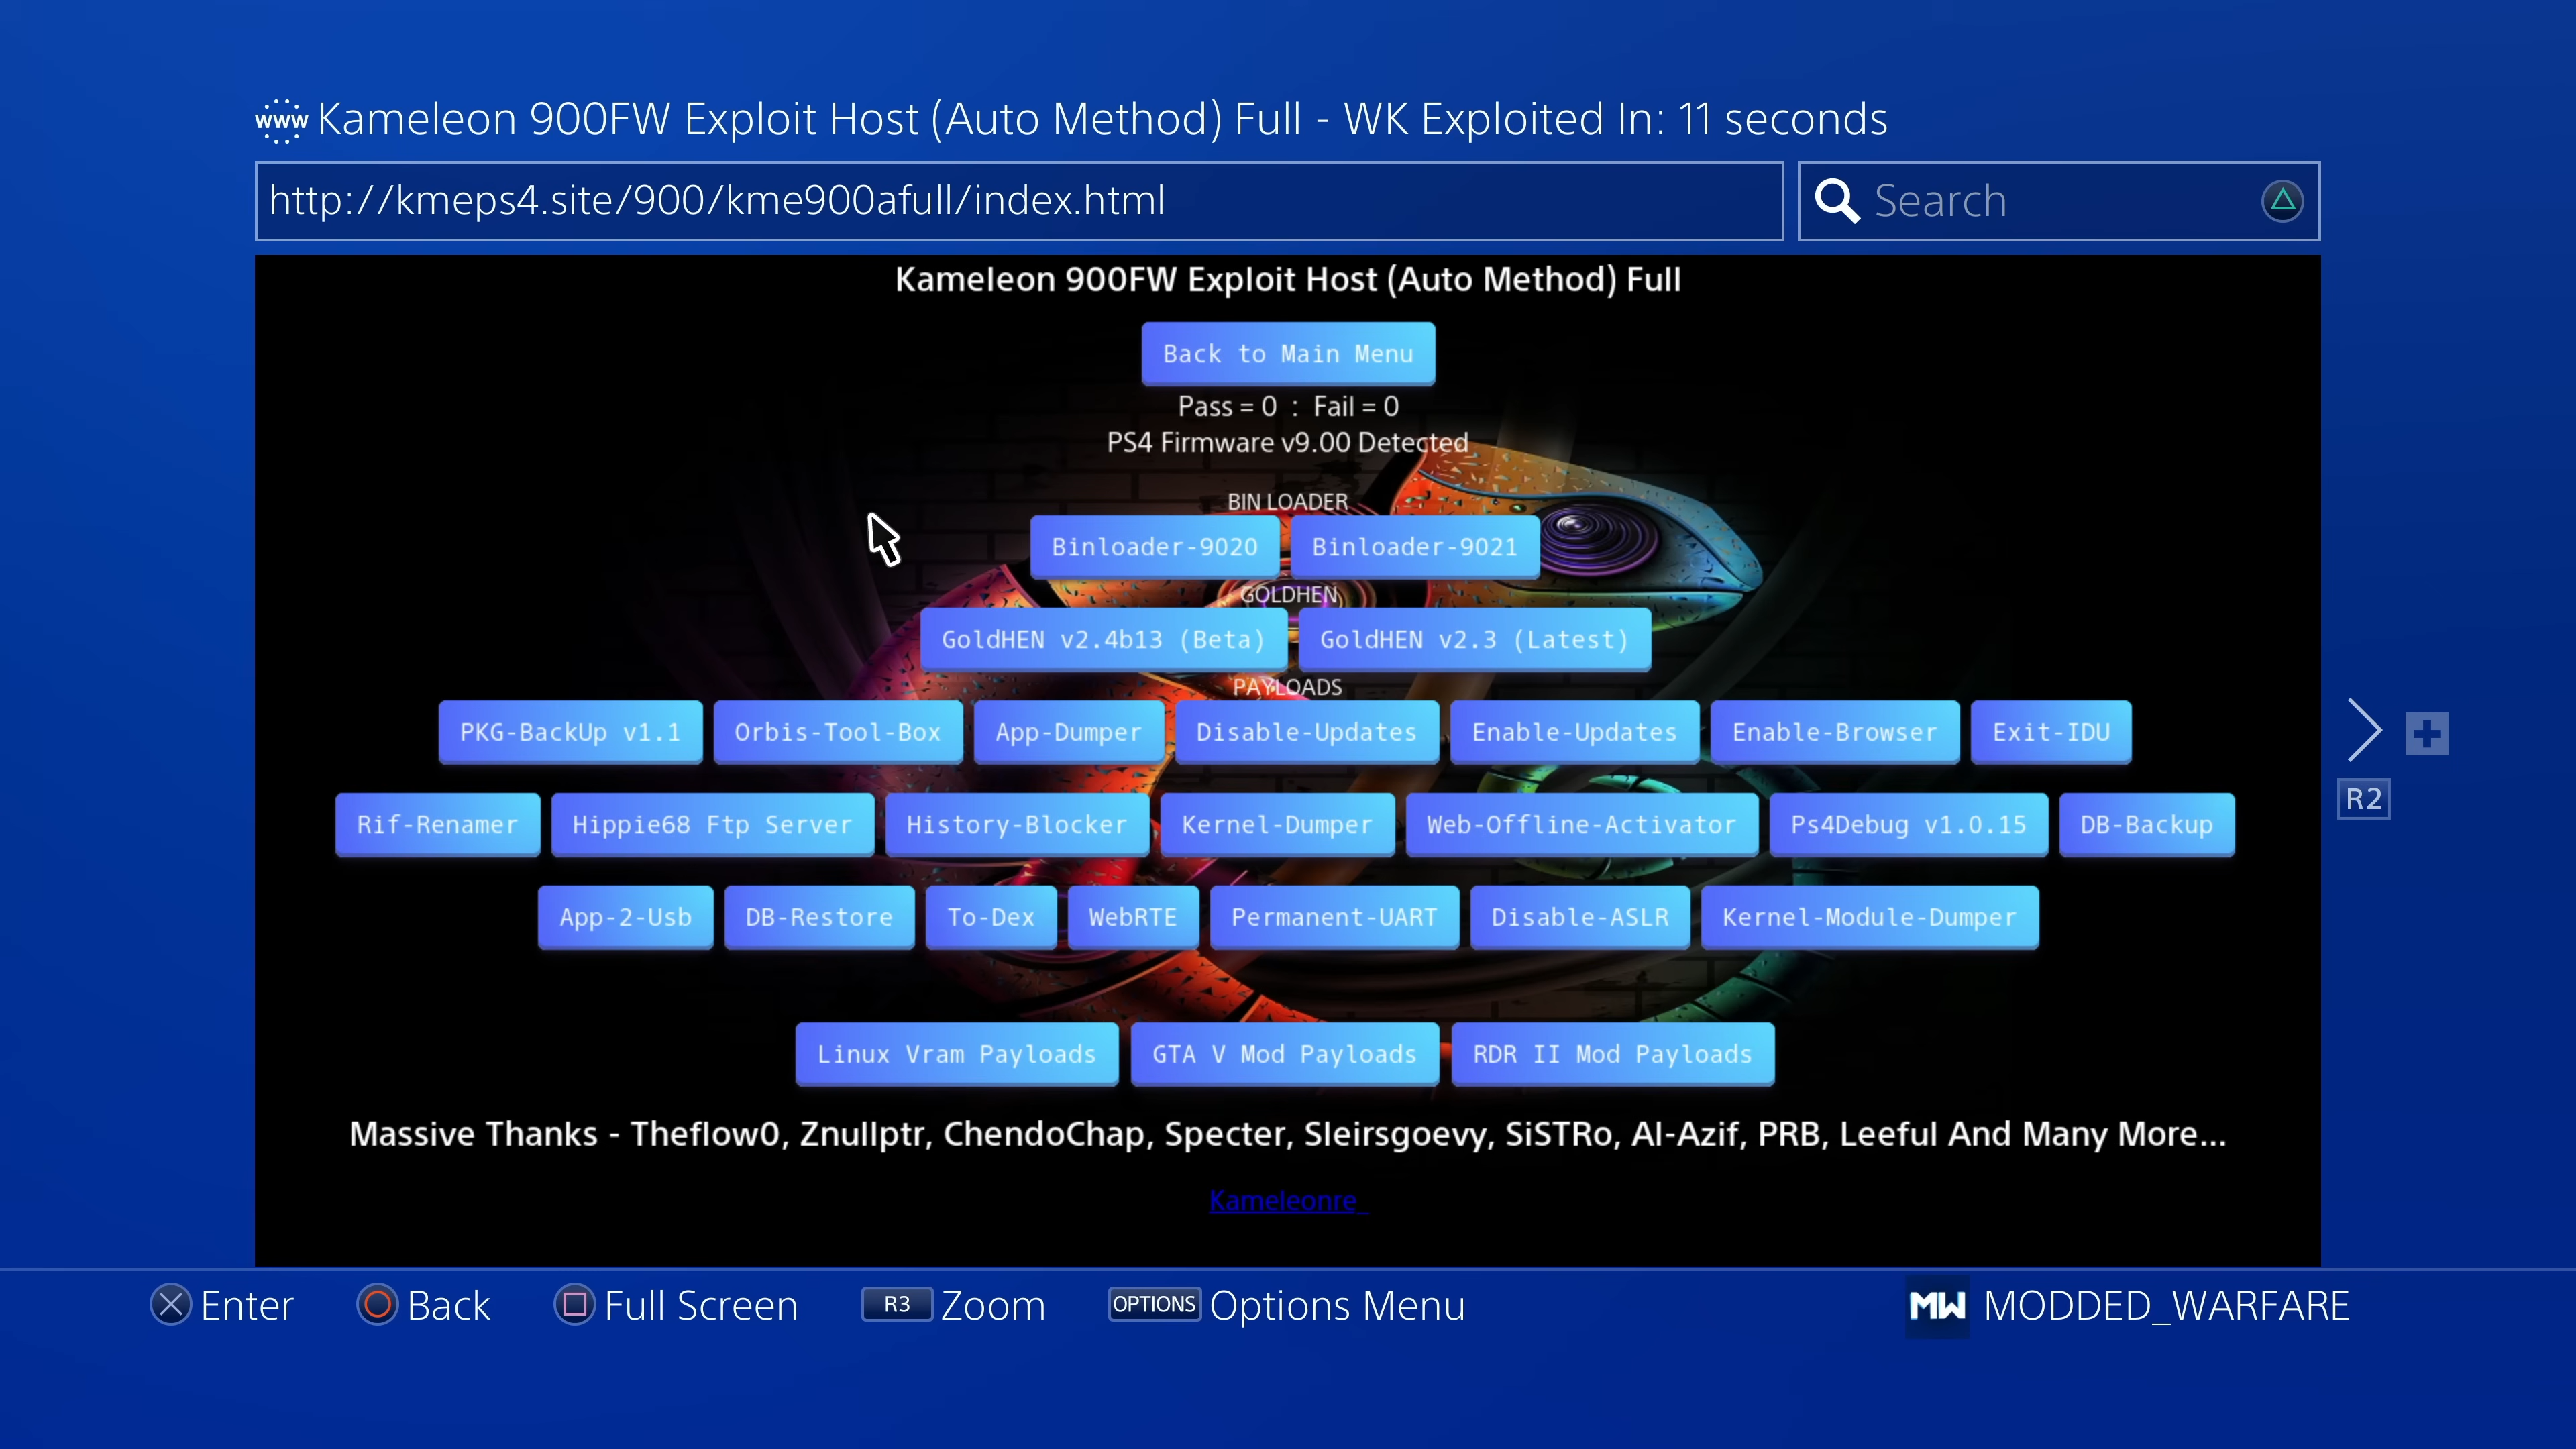 www Kameleon 900FW Exploit Host (Auto Method) Full - WK Exploited In: 11 seconds
http://kmeps4.site/900/kme900afull/index.html Search
Kameleon 900FW Exploit Host (Auto Method) Full
Back to Main Menu
Pass = 0 : Fail = 0
PS4 Firmware v9.00 Detected
BIN LOADER
Binloader-9020 Binloader-9021
GOLDHEN
GoldHEN v2.4b13 (Beta) GoldHEN v2.3 (Latest)
PAYLOADS
PKG-BackUp v1.1 Orbis-Tool-Box App-Dumper Disable-Updates Enable-Updates Enable-Browser Exit-IDU
R2
Rif-Renamer Hippie68 Ftp Server History-Blocker Kernel-Dumper Web-Offline-Activator Ps4Debug v1.0.15 DB-Backup
App-2-Usb DB-Restore To-Dex WebRTE Permanent-UART Disable-ASLR Kernel-Module-Dumper
Linux Vram Payloads GTA V Mod Payloads RDR II Mod Payloads
Massive Thanks - Theflow0, Znullptr, ChendoChap, Specter, Sleirsgoevy, SiSTRo, Al-Azif, PRB, Leeful And Many More...
Kameleonre_
Enter Back Full Screen R3 Zoom OPTIONS Options Menu MW MODDED_WARFARE